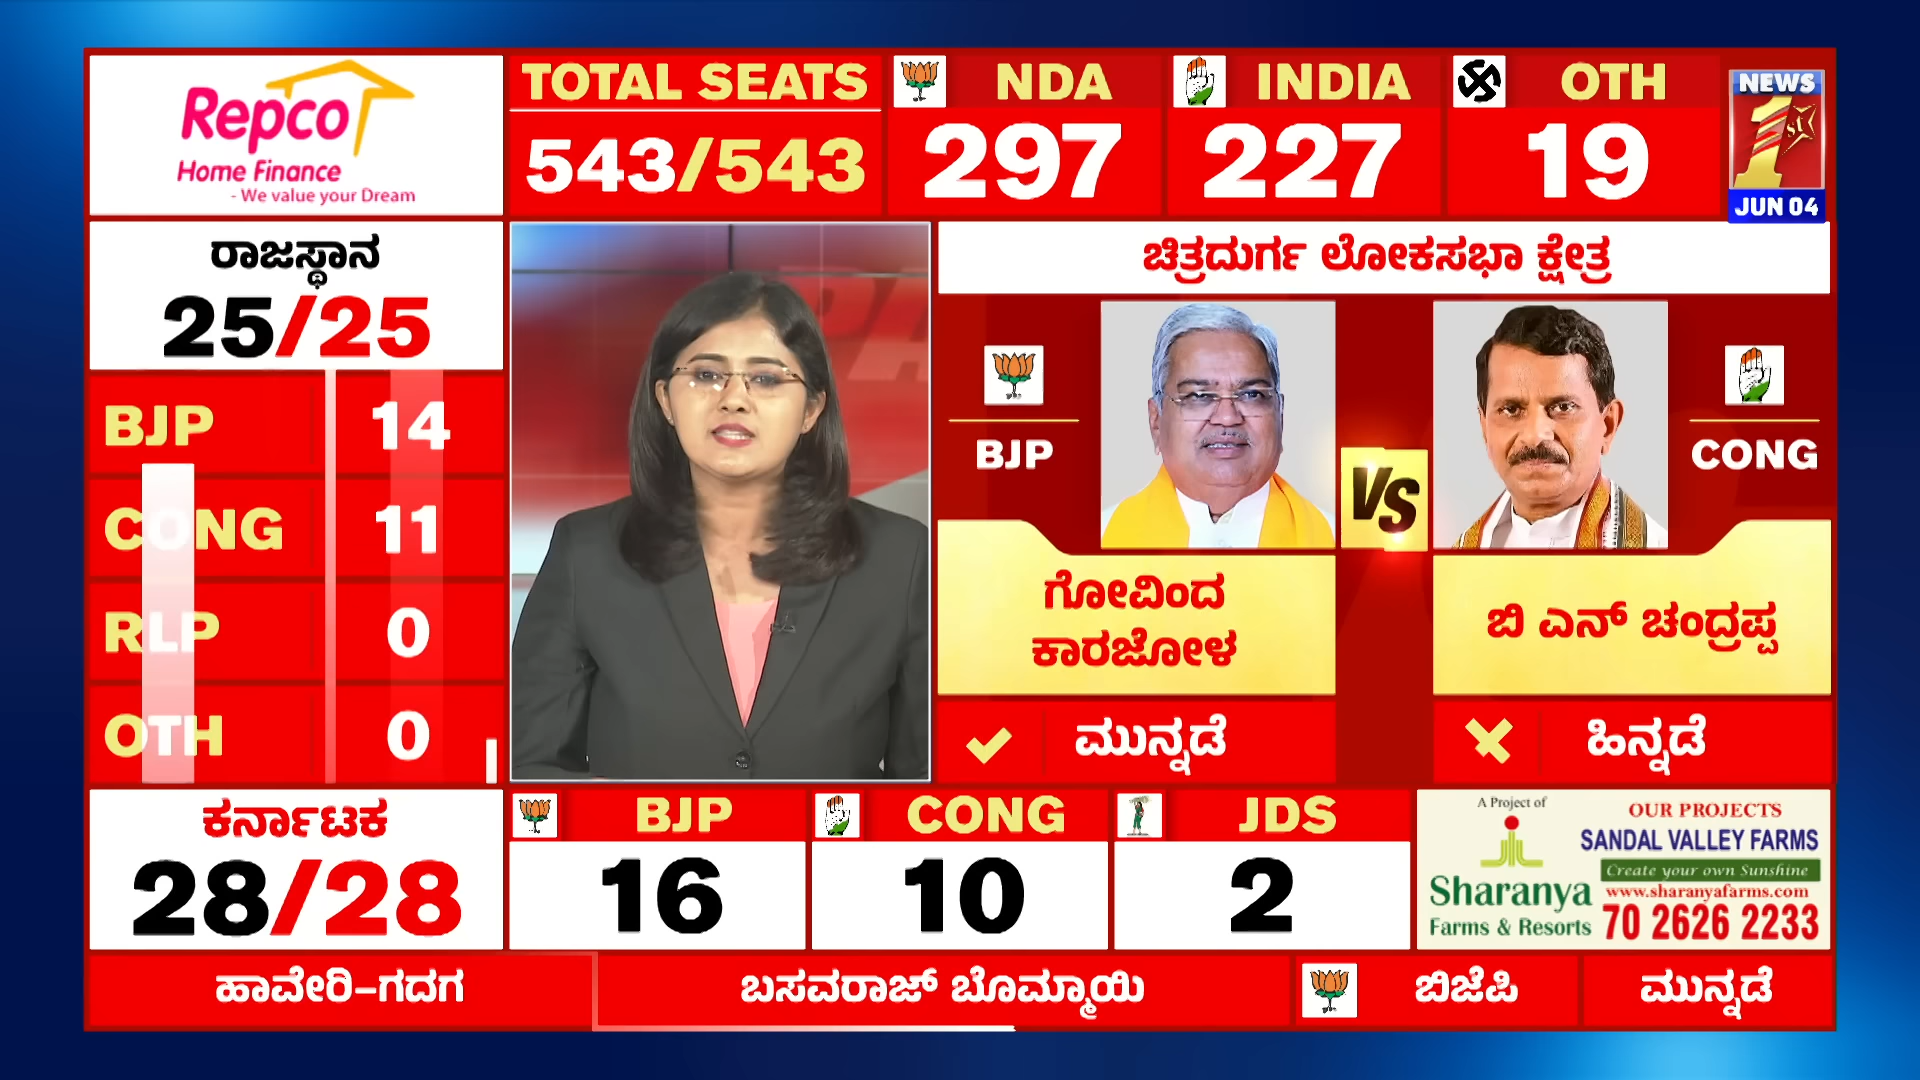 Repco
Home Finance
- We value your Dream
TOTAL SEATS
543/543
NDA
297
INDIA
227
OTH
19
NEWS
1st
JUN 04
ರಾಜಸ್ಥಾನ
25/25
BJP 14
CONG 11
RLP 0
OTH 0
ಚಿತ್ರದುರ್ಗ ಲೋಕಸಭಾ ಕ್ಷೇತ್ರ
BJP
VS
CONG
ಗೋವಿಂದ
ಕಾರಜೋಳ
ಬಿ ಎನ್ ಚಂದ್ರಪ್ಪ
ಮುನ್ನಡೆ
ಹಿನ್ನಡೆ
ಕರ್ನಾಟಕ
28/28
BJP
16
CONG
10
JDS
2
A Project of
Sharanya
Farms & Resorts
OUR PROJECTS
SANDAL VALLEY FARMS
Create your own Sunshine
www.sharanyafarms.com
70 2626 2233
ಹಾವೇರಿ-ಗದಗ
ಬಸವರಾಜ್ ಬೊಮ್ಮಾಯಿ
ಬಿಜೆಪಿ
ಮುನ್ನಡೆ